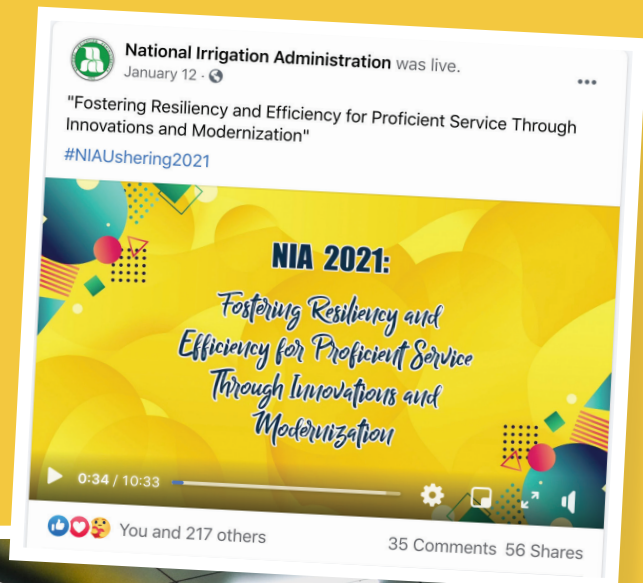 National Irrigation Administration was live.
January 12 ·
"Fostering Resiliency and Efficiency for Proficient Service Through
Innovations and Modernization"
#NIAUshering2021
NIA 2021:
Fostering Resiliency and
Efficiency for Proficient Service
Through Innovations and
Modernization
0:34 / 10:33
You and 217 others
35 Comments 56 Shares